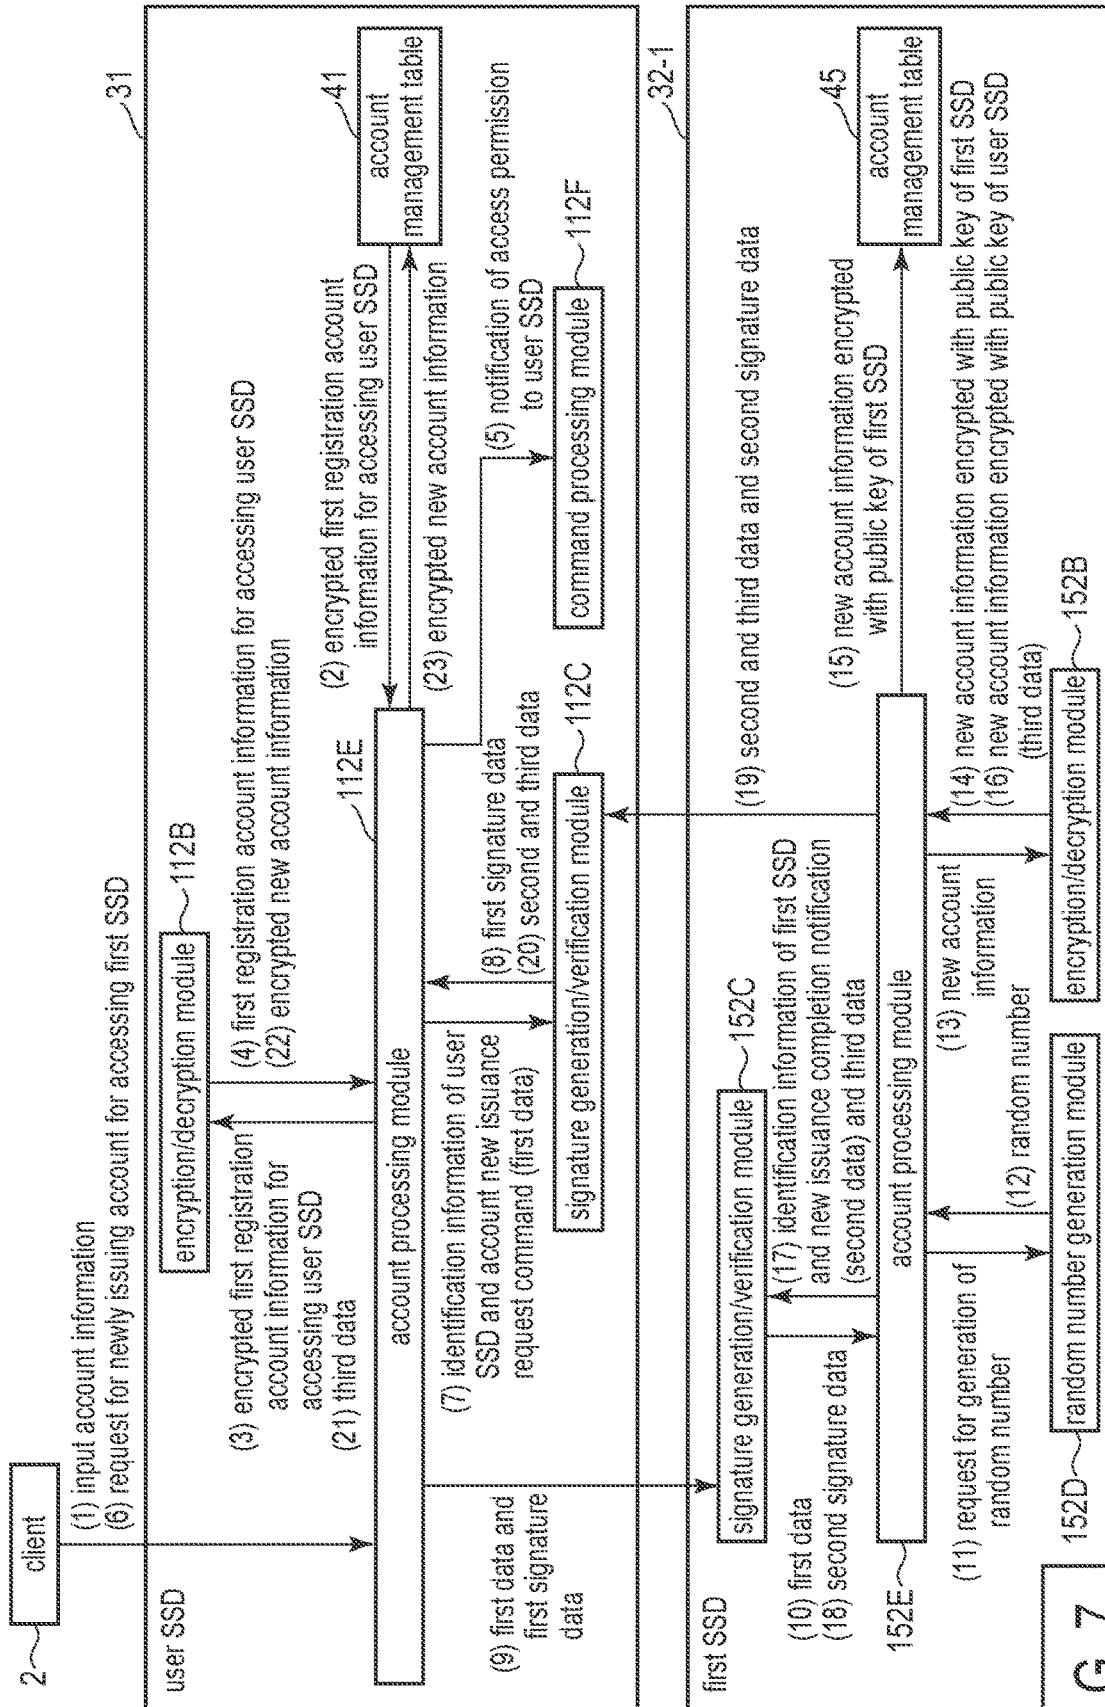 2
client
(1) input account information
(6) request for newly issuing account for accessing first SSD
31
user SSD
encryption/decryption module
112B
(3) encrypted first registration
account information for
accessing user SSD
(21) third data
(4) first registration account information for accessing user SSD
(22) encrypted new account information
account processing module
112E
(2) encrypted first registration account
information for accessing user SSD
(23) encrypted new account information
41
account
management table
(7) identification information of user
SSD and account new issuance
request command (first data)
(8) first signature data
(20) second and third data
(5) notification of access permission
to user SSD
signature generation/verification module
112C
command processing module
112F
(9) first data and
first signature
data
32-1
first SSD
signature generation/verification module
152C
(19) second and third data and second signature data
(10) first data
(18) second signature data
(17) identification information of first SSD
and new issuance completion notification
(second data) and third data
(15) new account information encrypted
with public key of first SSD
45
account
management table
152E
account processing module
(11) request for generation of
random number
(12) random number
(13) new account
information
(14) new account information encrypted with public key of first SSD
(16) new account information encrypted with public key of user SSD
(third data)
152D
random number generation module
encryption/decryption module
152B
G 7